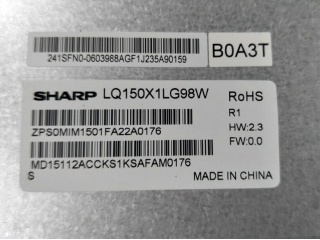 241SFN0-0603988AGF1J235A90159
B0A3T
SHARP LQ150X1LG98W
RoHS
R1
ZPS0MIM1501FA22A0176
HW:2.3
FW:0.0
MD15112ACCKS1KSAFAM0176
S
MADE IN CHINA